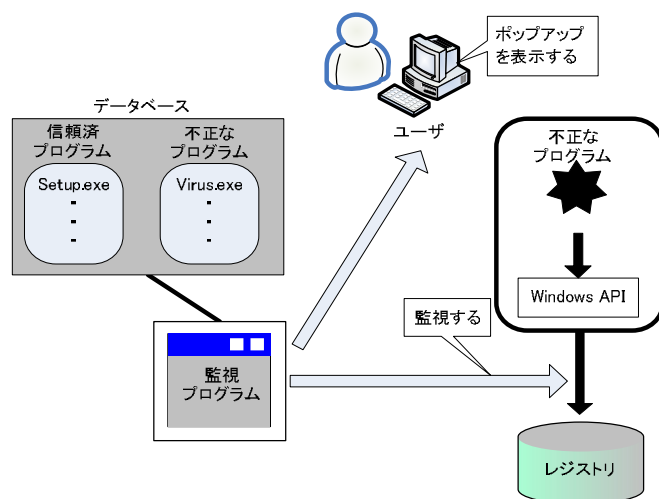 ポップアップ
を表示する
ユーザ
データベース
信頼済
プログラム
Setup.exe
不正な
プログラム
Virus.exe
不正な
プログラム
Windows API
監視する
監視
プログラム
レジストリ